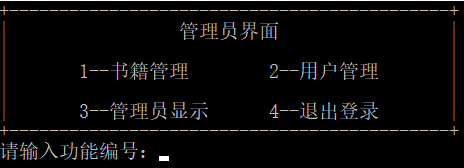 管理员界面
1--书籍管理 2--用户管理
3--管理员显示 4--退出登录
请输入功能编号: